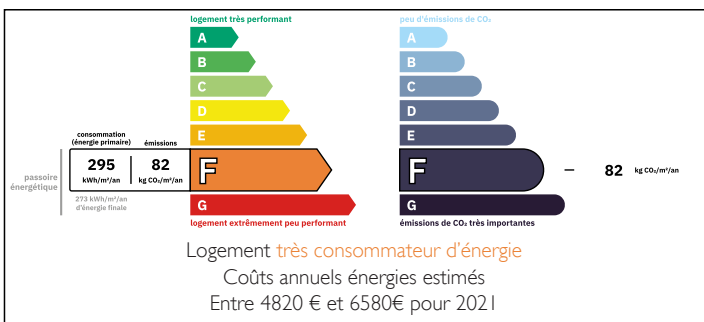 logement très performant
A
B
C
D
E
consommation
(énergie primaire)
émissions
passoire
énergétique
295
kWh/m²/an
82
kg CO₂/m²/an
F
273 kWh/m²/an
d'énergie finale
G
logement extrêmement peu performant
peu d'émissions de CO₂
A
B
C
D
E
F
82 kg CO₂/m²/an
G
émissions de CO₂ très importantes
Logement très consommateur d'énergie
Coûts annuels énergies estimés
Entre 4820 € et 6580€ pour 2021